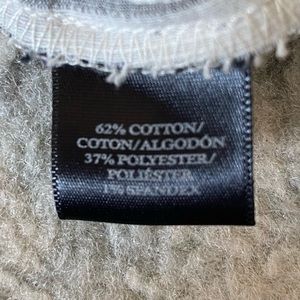 62% COTTON/
COTON/ALGODÓN
37% POLYESTER/
POLIÉSTER
1% SPANDEX